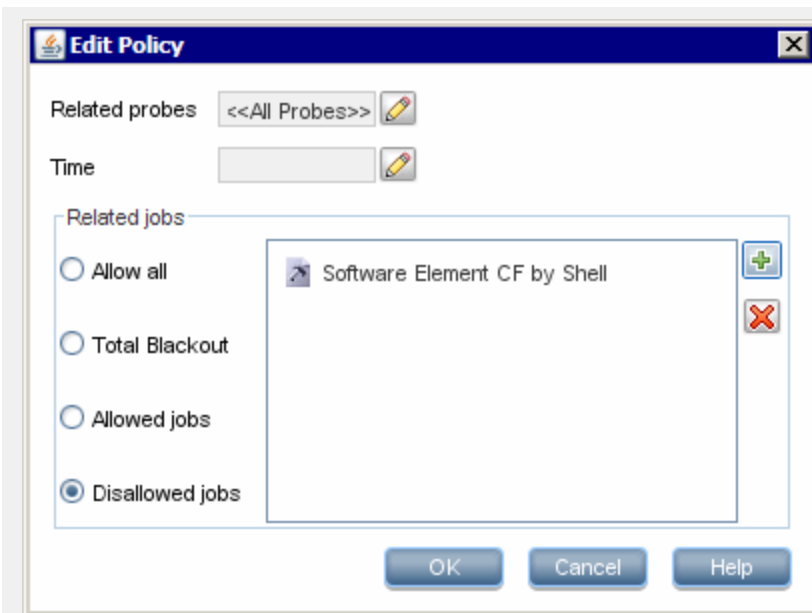 Edit Policy
Related probes <<All Probes>>
Time
Related jobs
Allow all
Software Element CF by Shell
Total Blackout
Allowed jobs
Disallowed jobs
OK Cancel Help